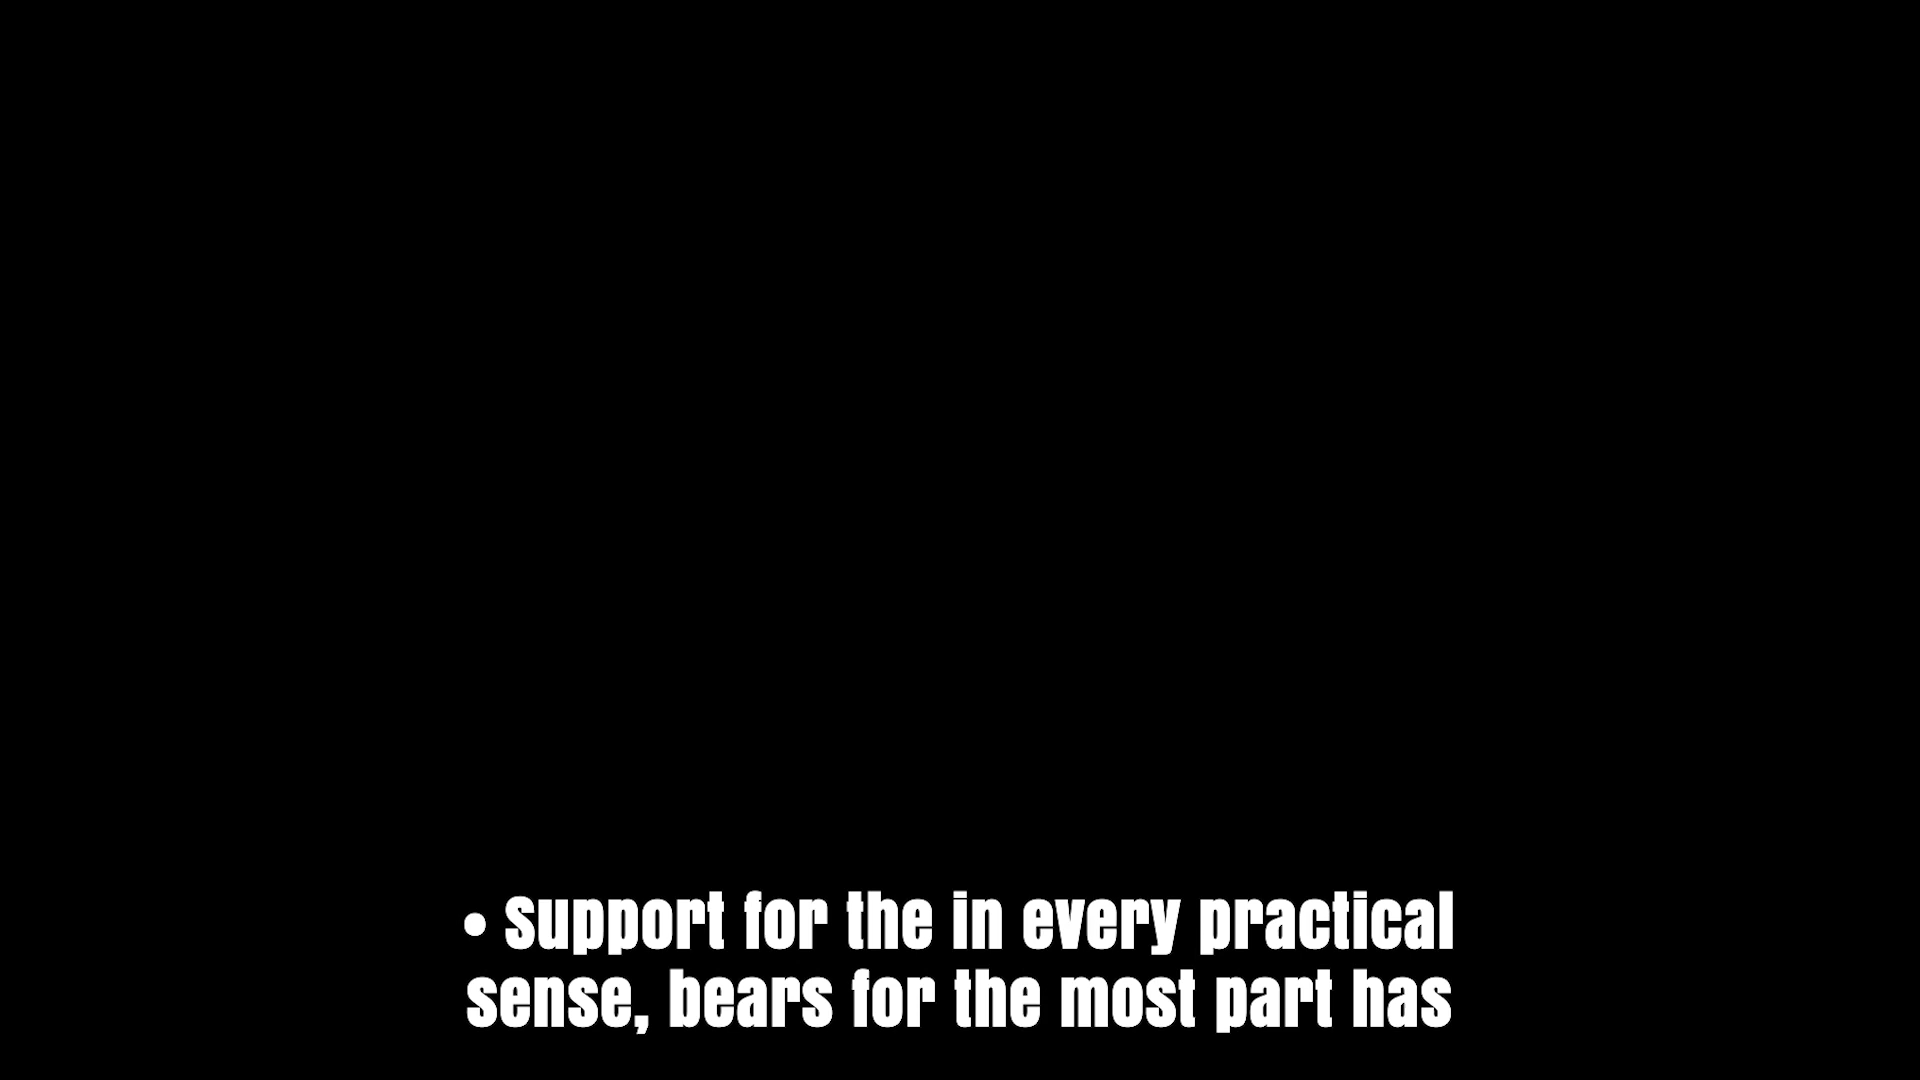 • Support for the in every practical
sense, bears for the most part has